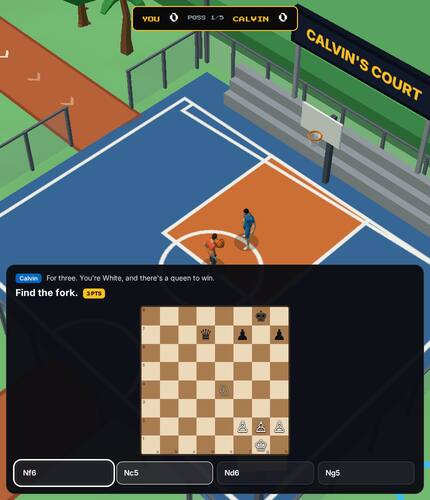 YOU 0 POSS 1/5 CALVIN 0
CALVIN'S COURT
Calvin For three. You're White, and there's a queen to win.
Find the fork. 3 PTS
Nf6
Nc5
Nd6
Ng5